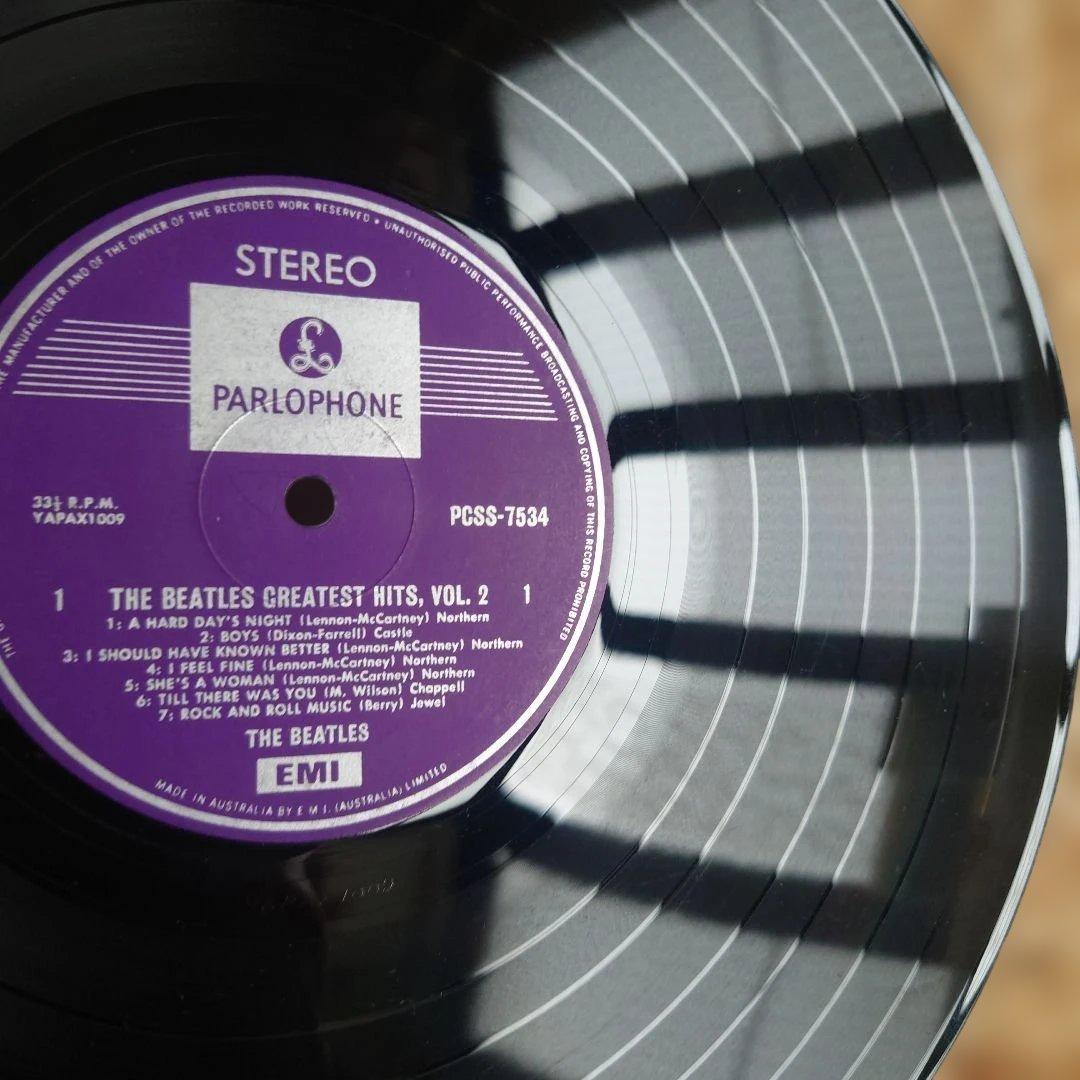 MANUFACTURER AND OF THE OWNER OF THE RECORDED WORK RESERVED • UNAUTHORISED PUBLIC PERFORMANCE BROADCASTING AND COPYING OF THIS RECORD PROHIBITED
STEREO
£
PARLOPHONE
33⅓ R.P.M.
YAPAX1009
PCSS-7534
1 THE BEATLES GREATEST HITS, VOL. 2 1
1: A HARD DAY'S NIGHT (Lennon-McCartney) Northern
2: BOYS (Dixon-Farrell) Castle
3: I SHOULD HAVE KNOWN BETTER (Lennon-McCartney) Northern
4: I FEEL FINE (Lennon-McCartney) Northern
5: SHE'S A WOMAN (Lennon-McCartney) Northern
6: TILL THERE WAS YOU (M. Wilson) Chappell
7: ROCK AND ROLL MUSIC (Berry) Jewel
THE BEATLES
EMI
MADE IN AUSTRALIA BY E M I. (AUSTRALIA) LIMITED